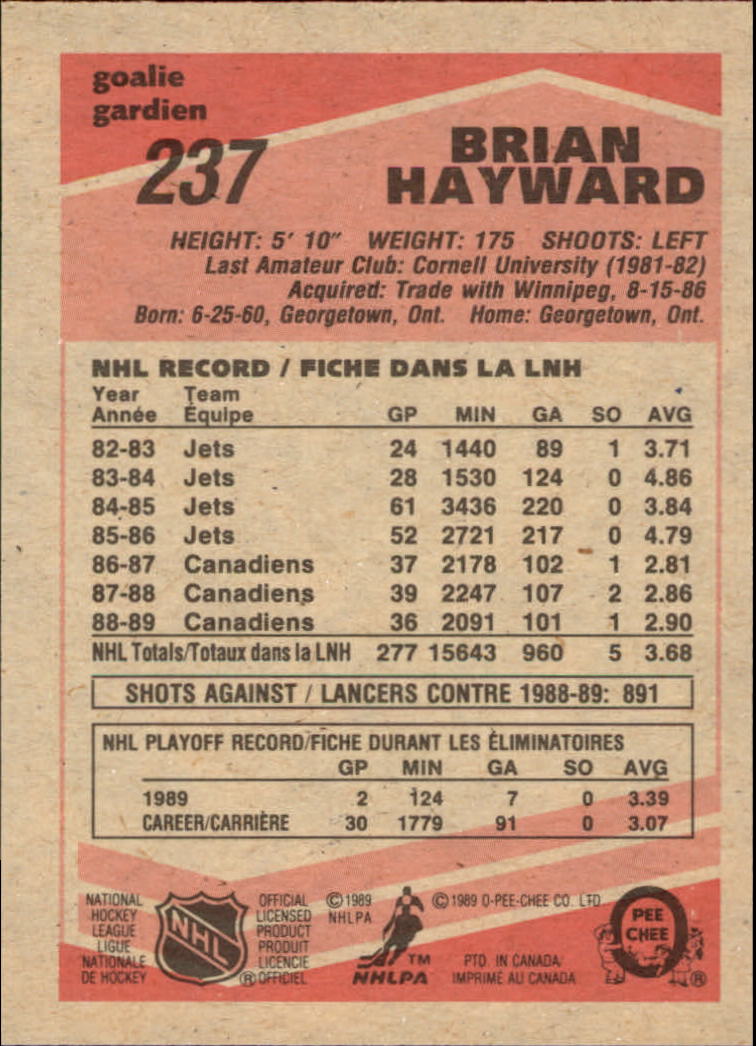 goalie
gardien
237
BRIAN
HAYWARD
HEIGHT: 5' 10" WEIGHT: 175 SHOOTS: LEFT
Last Amateur Club: Cornell University (1981-82)
Acquired: Trade with Winnipeg, 8-15-86
Born: 6-25-60, Georgetown, Ont. Home: Georgetown, Ont.
NHL RECORD / FICHE DANS LA LNH
Year Team
Année Équipe GP MIN GA SO AVG
82-83 Jets 24 1440 89 1 3.71
83-84 Jets 28 1530 124 0 4.86
84-85 Jets 61 3436 220 0 3.84
85-86 Jets 52 2721 217 0 4.79
86-87 Canadiens 37 2178 102 1 2.81
87-88 Canadiens 39 2247 107 2 2.86
88-89 Canadiens 36 2091 101 1 2.90
NHL Totals/Totaux dans la LNH 277 15643 960 5 3.68
SHOTS AGAINST / LANCERS CONTRE 1988-89: 891
NHL PLAYOFF RECORD/FICHE DURANT LES ÉLIMINATOIRES
GP MIN GA SO AVG
1989 2 124 7 0 3.39
CAREER/CARRIÈRE 30 1779 91 0 3.07
NATIONAL
HOCKEY
LEAGUE
LIGUE
NATIONALE
DE HOCKEY
NHL
®
OFFICIAL
LICENSED
PRODUCT
PRODUIT
LICENCIE
OFFICIEL
© 1989
NHLPA
TM
NHLPA
© 1989 O-PEE-CHEE CO. LTD
PTD. IN CANADA/
IMPRIMÉ AU CANADA
PEE
CHEE
®